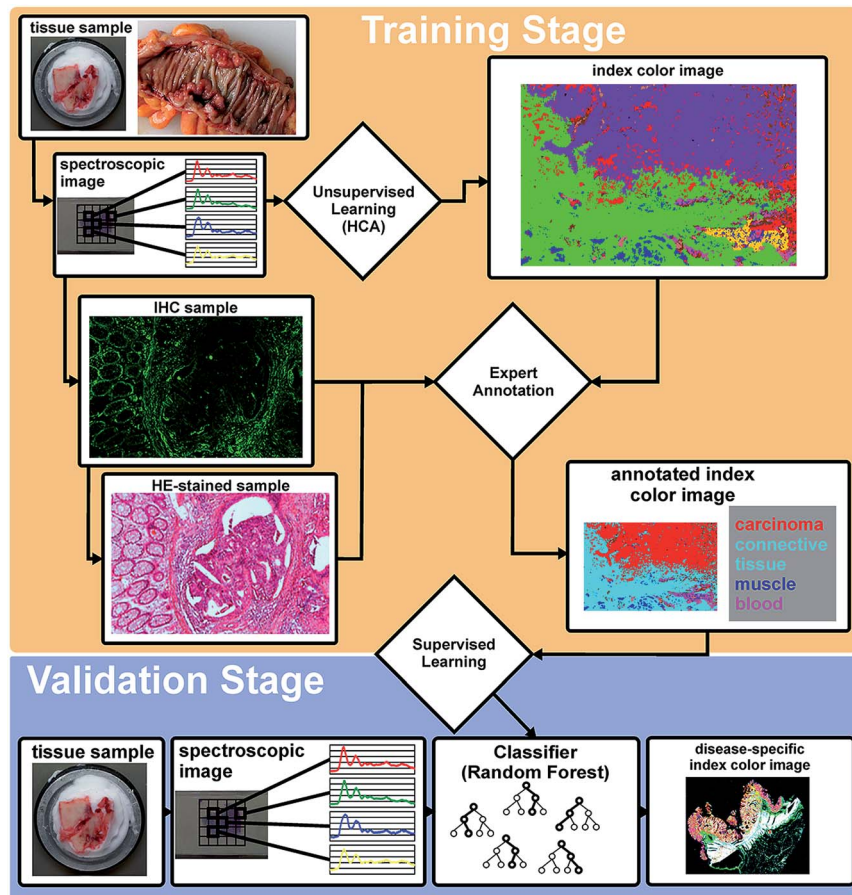 Training Stage
tissue sample
index color image
spectroscopic
image
Unsupervised
Learning
(HCA)
IHC sample
Expert
Annotation
HE-stained sample
annotated index
color image
carcinoma
connective
tissue
muscle
blood
Supervised
Learning
Validation Stage
tissue sample
spectroscopic
image
Classifier
(Random Forest)
disease-specific
index color image